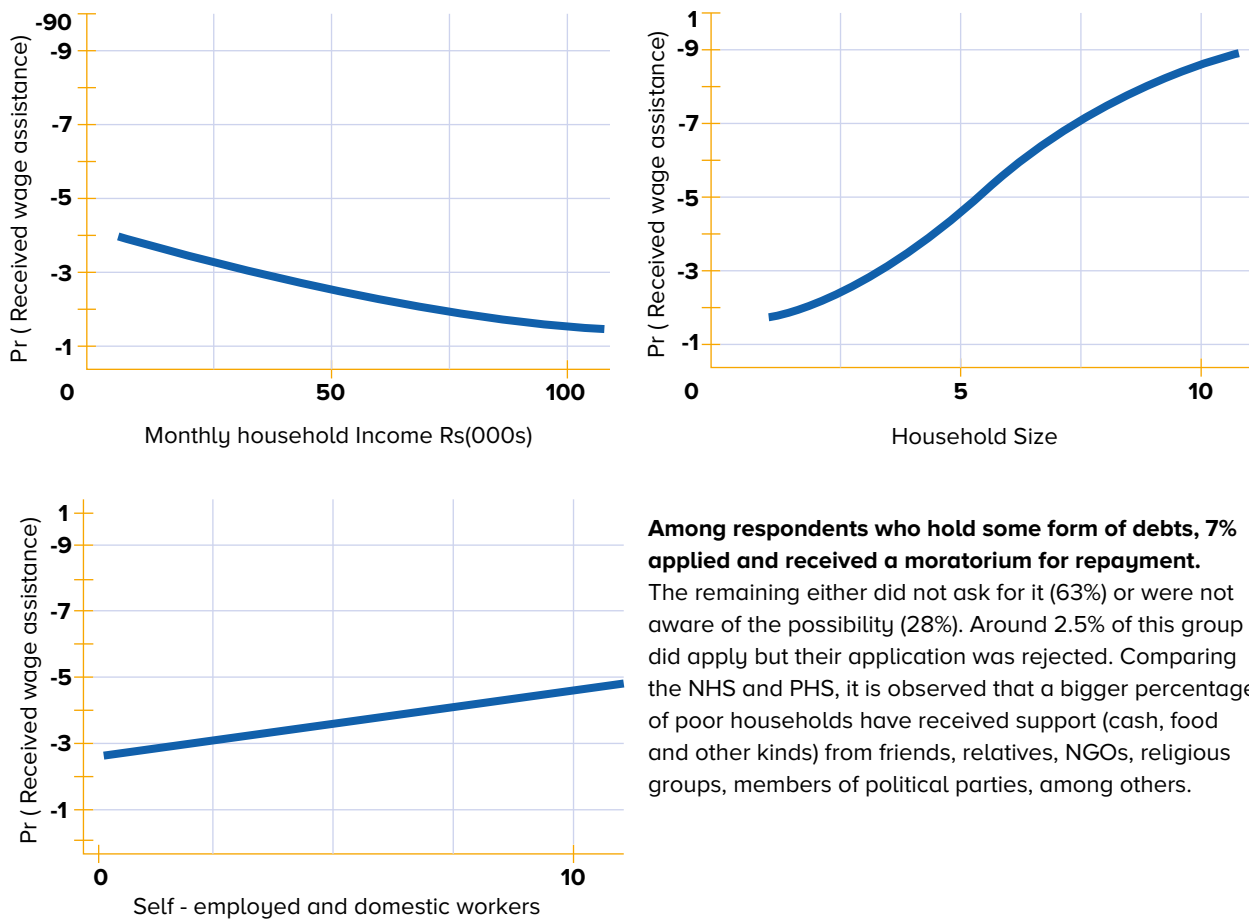 Pr ( Received wage assistance)
-90
-9
-7
-5
-3
-1
0
50
100
Monthly household Income Rs(000s)
Pr ( Received wage assistance)
1
-9
-7
-5
-3
-1
0
5
10
Household Size
Pr ( Received wage assistance)
1
-9
-7
-5
-3
-1
0
10
Self - employed and domestic workers
Among respondents who hold some form of debts, 7%
applied and received a moratorium for repayment.
The remaining either did not ask for it (63%) or were not
aware of the possibility (28%). Around 2.5% of this group
did apply but their application was rejected. Comparing
the NHS and PHS, it is observed that a bigger percentage
of poor households have received support (cash, food
and other kinds) from friends, relatives, NGOs, religious
groups, members of political parties, among others.